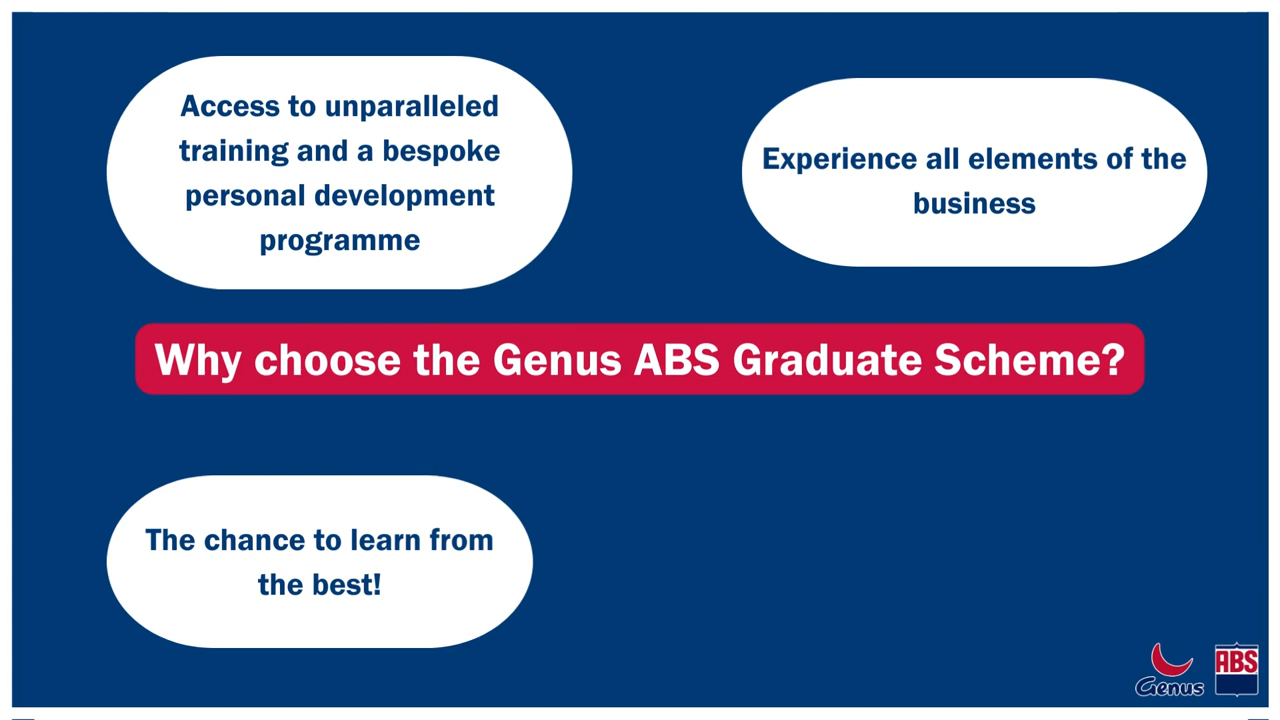 Access to unparalleled
training and a bespoke
personal development
programme
Experience all elements of the
business
Why choose the Genus ABS Graduate Scheme?
The chance to learn from
the best!
Genus
ABS